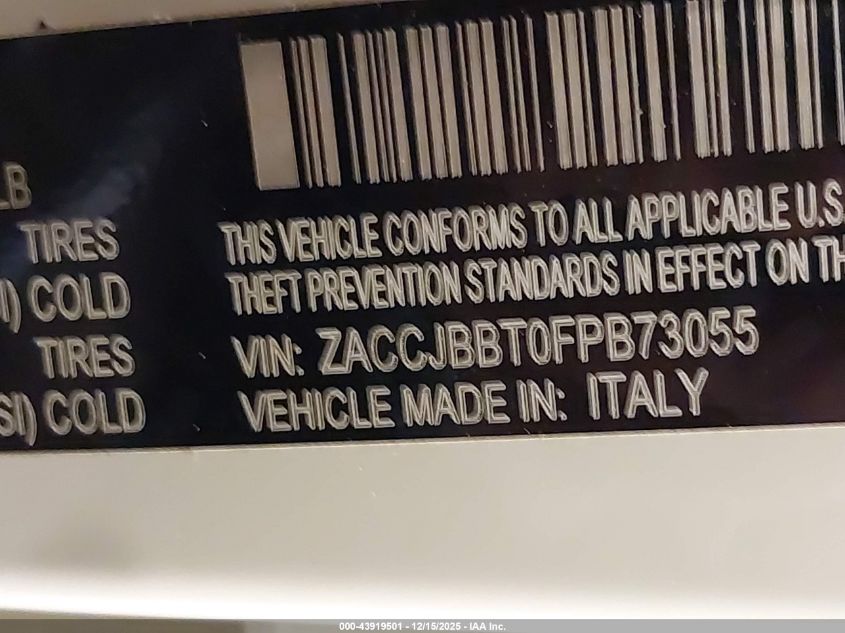 LB
TIRES
I) COLD
TIRES
SI) COLD
THIS VEHICLE CONFORMS TO ALL APPLICABLE U.S.
THEFT PREVENTION STANDARDS IN EFFECT ON TH
VIN: ZACCJBBT0FPB73055
VEHICLE MADE IN: ITALY
000-43919501 - 12/15/2025 - IAA Inc.